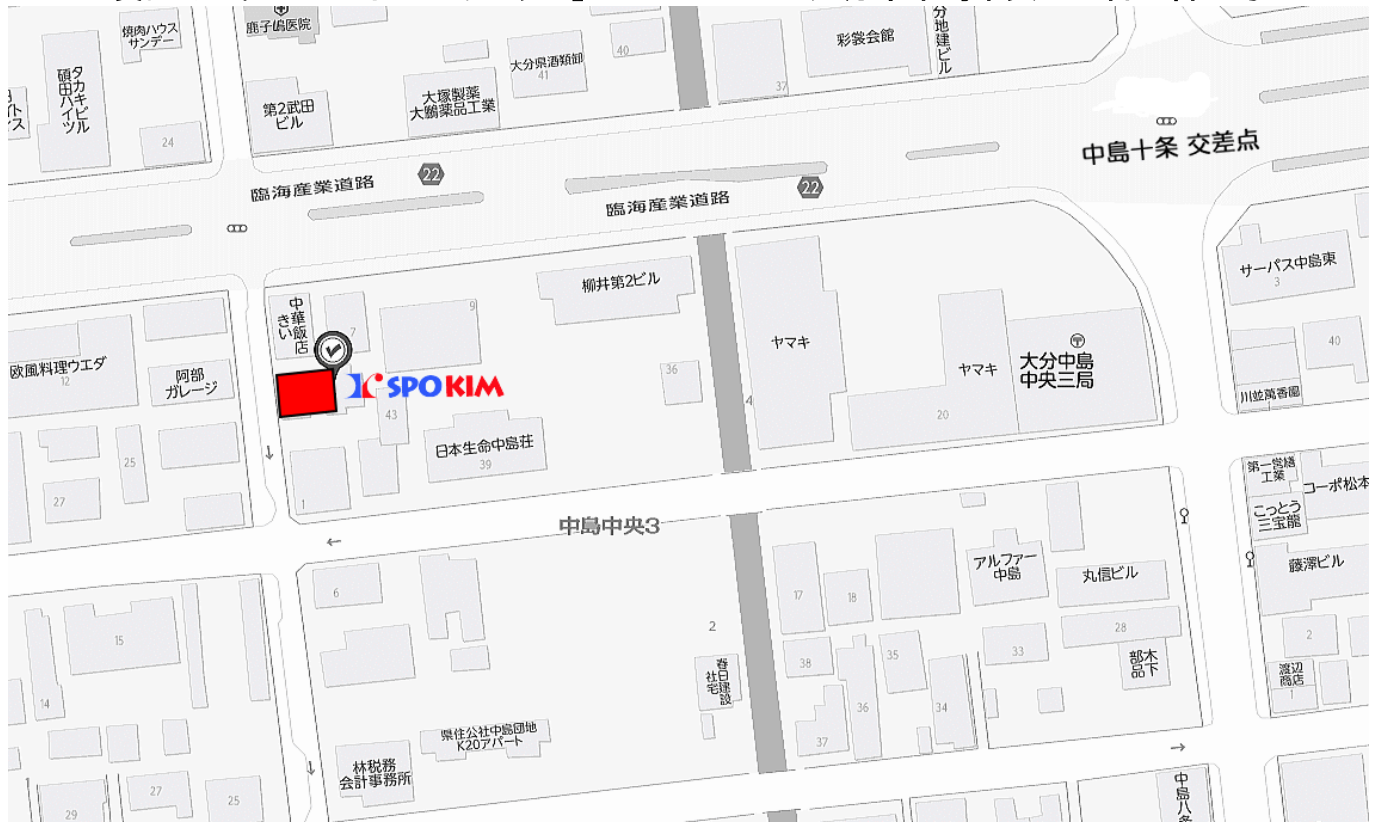 焼肉ハウス
サンデー
大分県酒類卸
41
40
37
彩裳会館
分地建ビル
タカキビル
碩田ハイツ
24
第2武田
ビル
大塚製薬
大鵬薬品工業
臨海産業道路
22
臨海産業道路
22
中島十条 交差点
中華飯店
きい
7
9
柳井第2ビル
ヤマキ
ヤマキ
20
大分中島
中央三局
サーパス中島東
3
40
川並萬香園
欧風料理ウエダ
12
阿部
ガレージ
SPOKIM
36
4
43
日本生命中島荘
39
25
27
1
←
中島中央3
第一営繕
工業
コーポ松本
こっとう
三宝龍
藤澤ビル
アルファー
中島
丸信ビル
6
15
14
17
18
2
28
2
38
35
33
木下
部品
春日建設
社宅
渡辺
商店
1
36
34
37
県住公社中島団地
K20アパート
林税務
会計事務所
→
27
25
29
中島八条